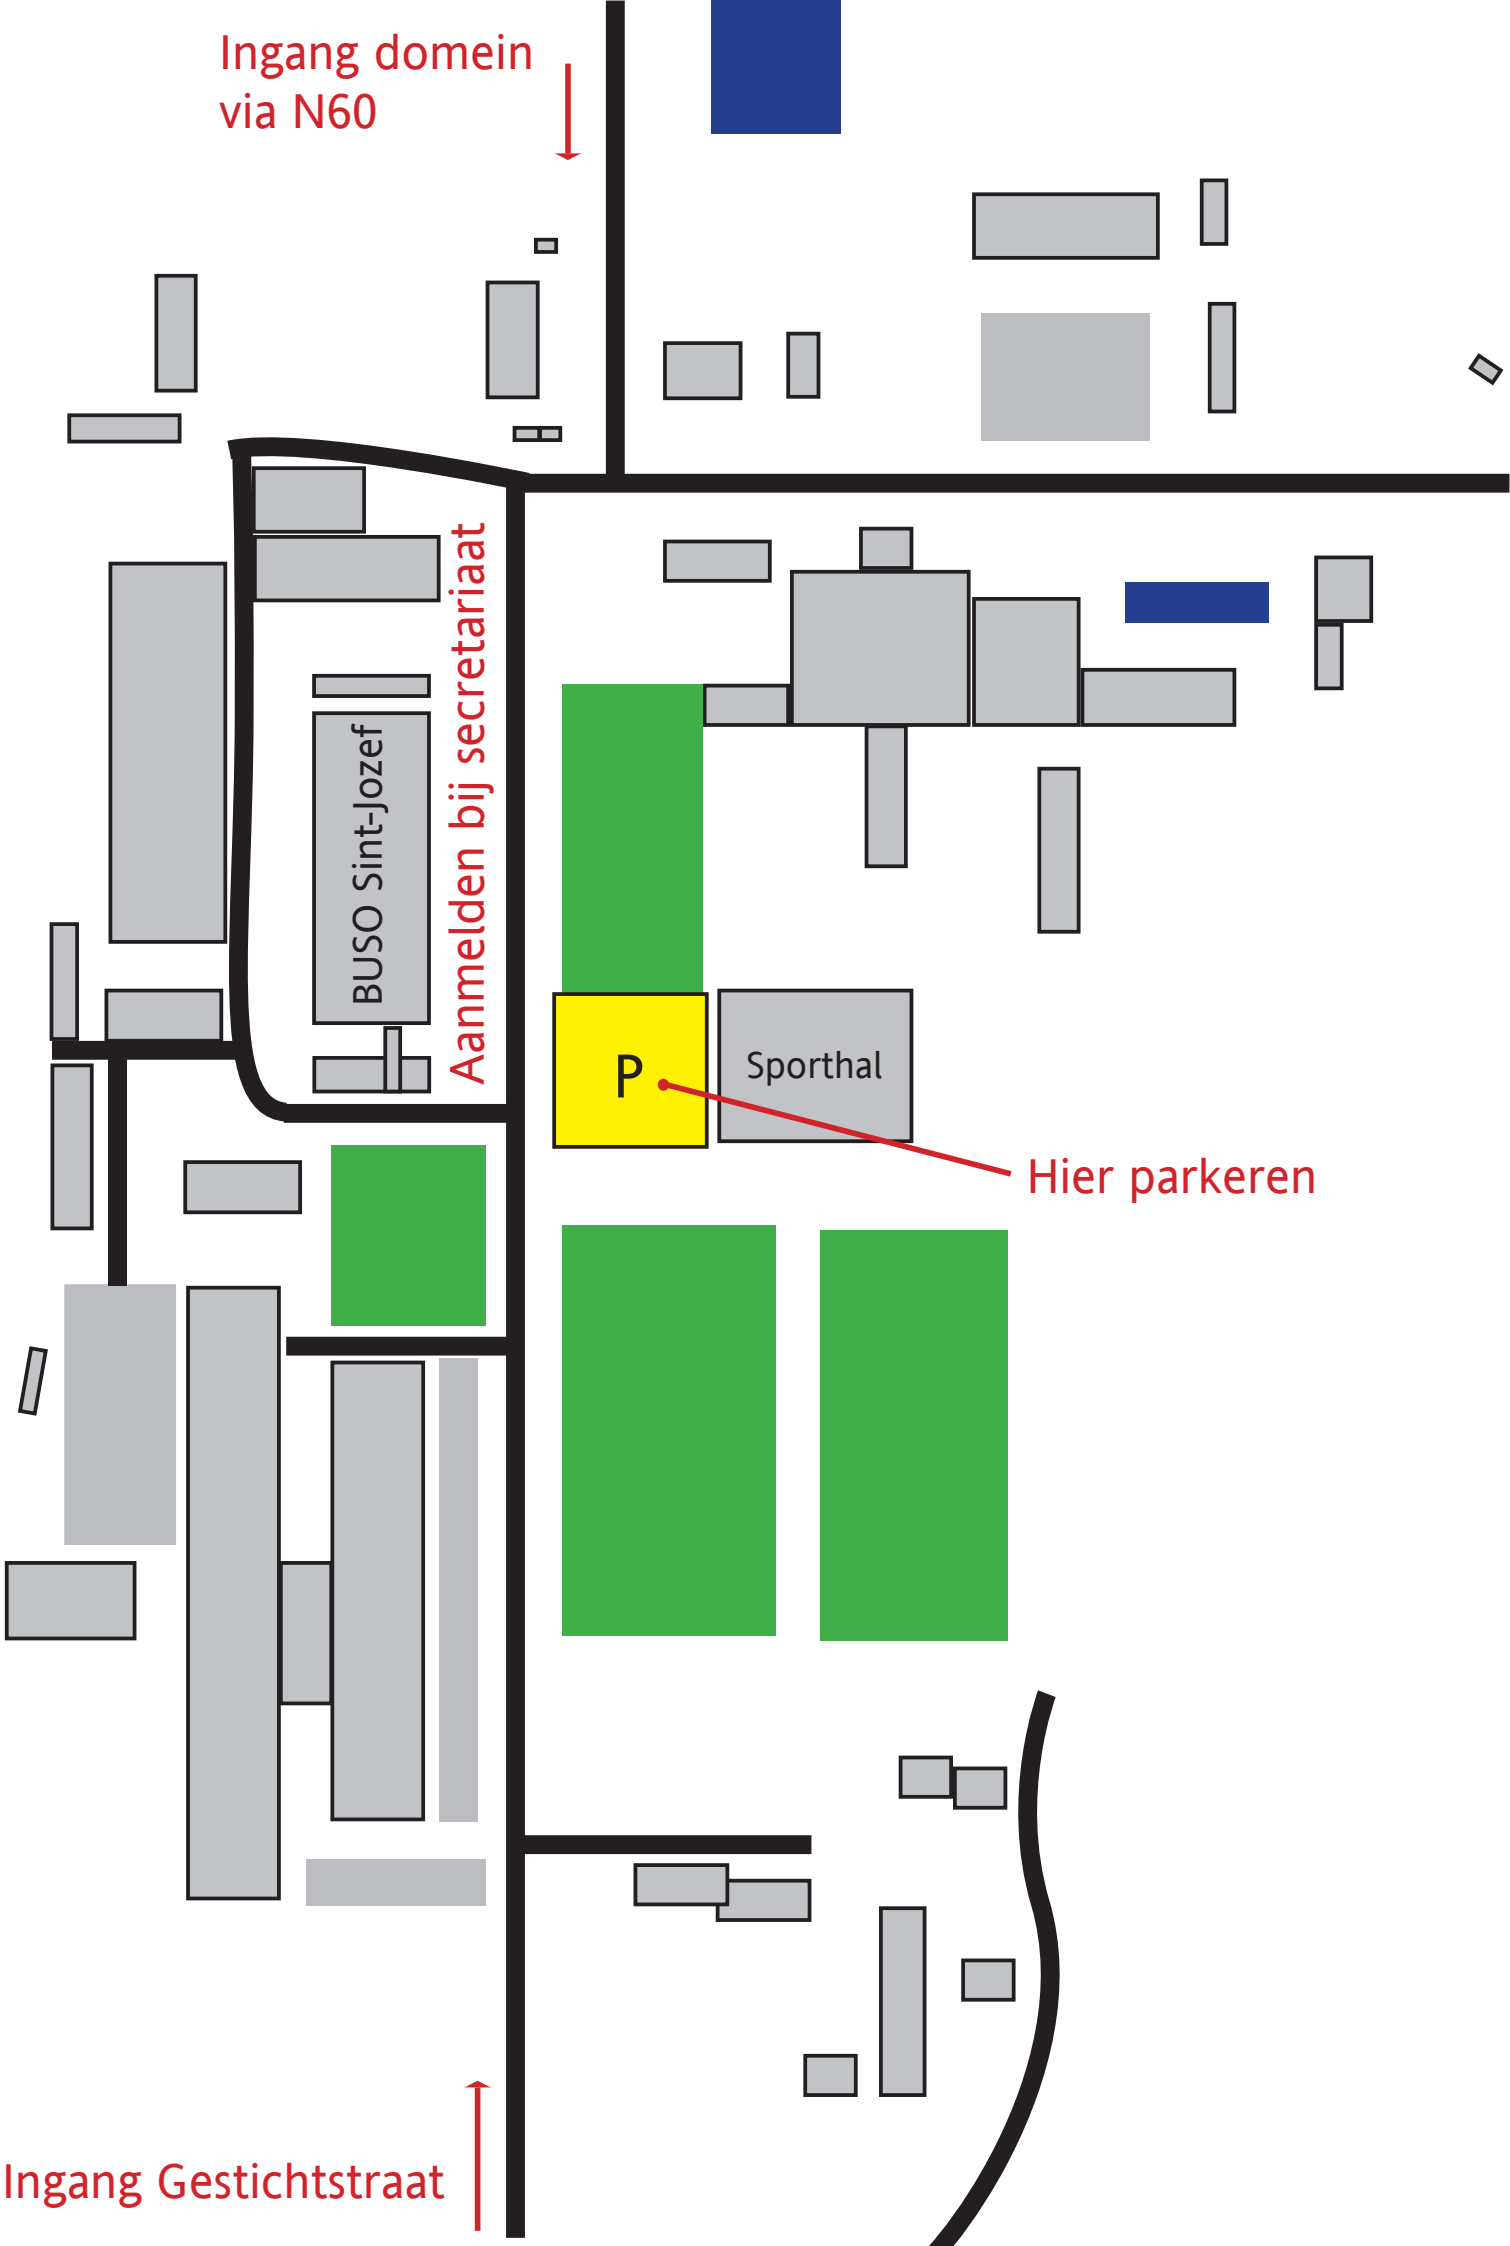 Ingang domein
via N60
Aanmelden bij secretariaat
BUSO Sint-Jozef
P
Sporthal
Hier parkeren
Ingang Gestichtstraat